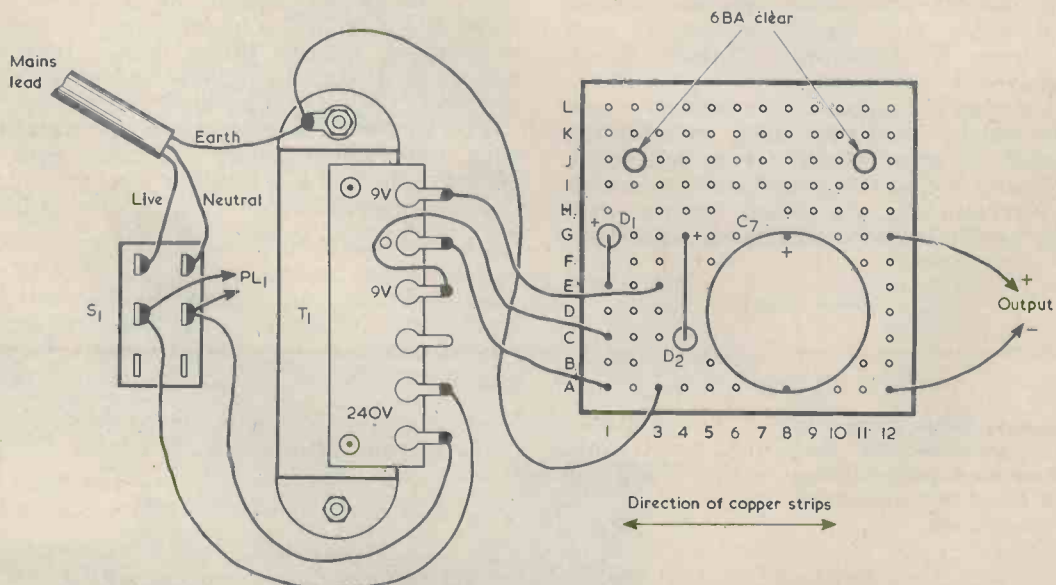 6BA clear
Mains
lead
Earth
Live
Neutral
PL1
S1
T1
9V
O
9V
240V
L
K
J
I
H
G
F
E
D
C
B
A
+ D1
+
D2
C7
+
1 2 3 4 5 6 7 8 9 10 11 12
+
Output
−
Direction of copper strips